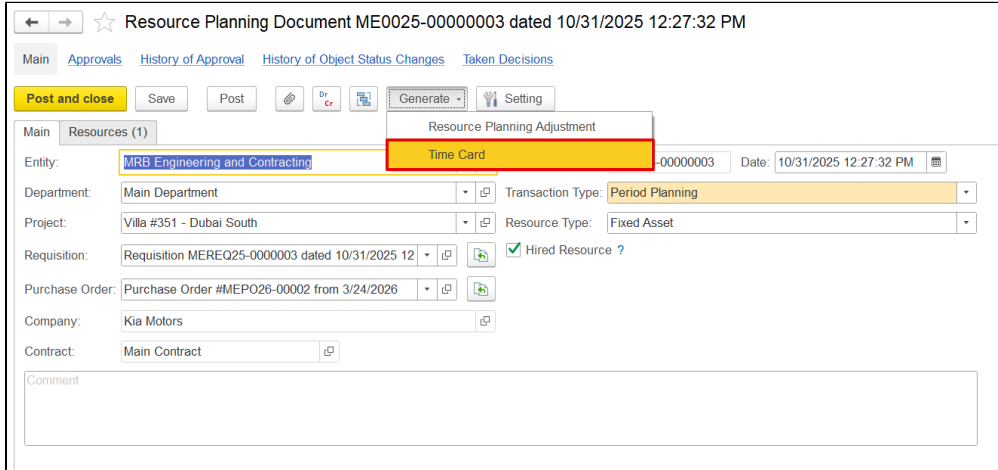 Resource Planning Document ME0025-00000003 dated 10/31/2025 12:27:32 PM
Main Approvals History of Approval History of Object Status Changes Taken Decisions
Post and close Save Post Dr Cr Generate Setting
Resource Planning Adjustment
Time Card
Main Resources (1)
Entity: MRB Engineering and Contracting -00000003 Date: 10/31/2025 12:27:32 PM
Department: Main Department Transaction Type: Period Planning
Project: Villa #351 - Dubai South Resource Type: Fixed Asset
Requisition: Requisition MEREQ25-0000003 dated 10/31/2025 12 Hired Resource ?
Purchase Order: Purchase Order #MEPO26-00002 from 3/24/2026
Company: Kia Motors
Contract: Main Contract
Comment